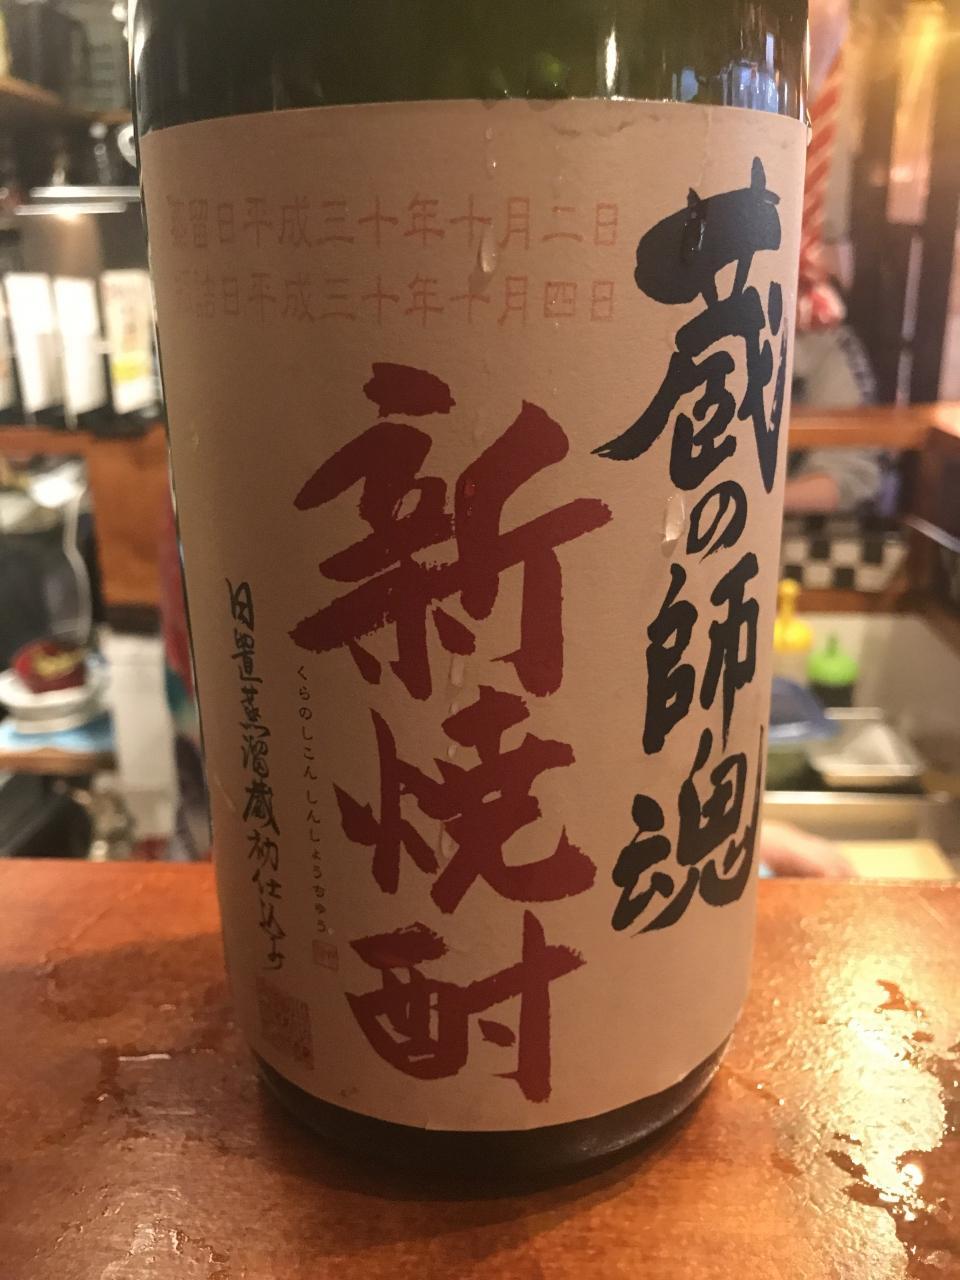 蔵の師魂
蒸留日平成三十年十月二日
瓶詰日平成三十年十月四日
新焼酎
くらのしこん しんしょうちゅう
日置蒸溜蔵初仕込み